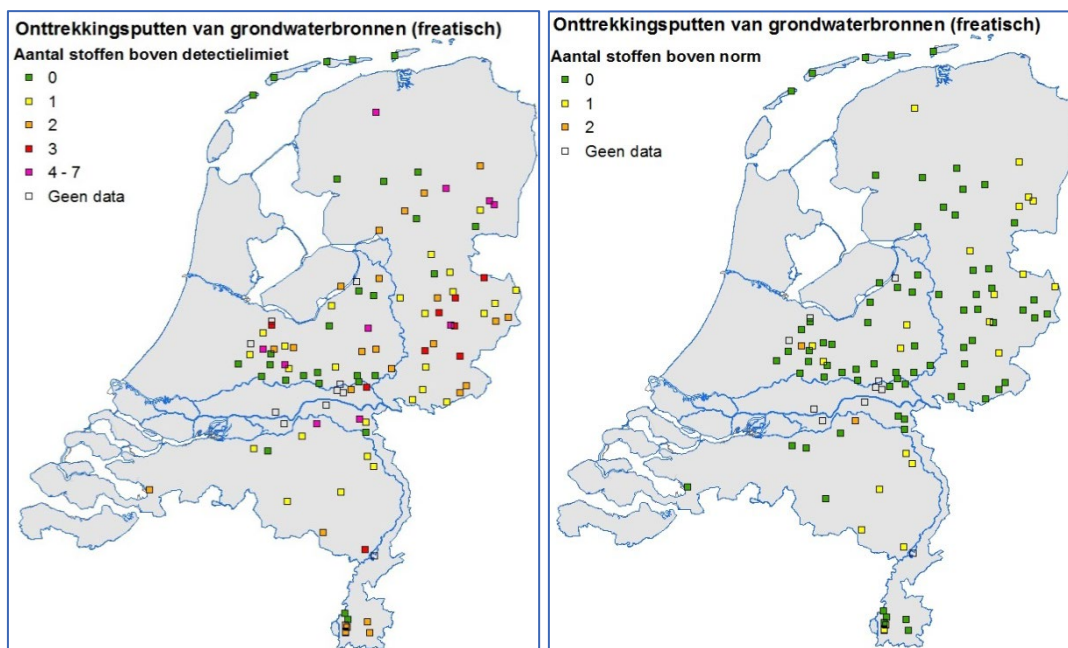 Onttrekkingsputten van grondwaterbronnen (freatisch)
Aantal stoffen boven detectielimiet
0
1
2
3
4 - 7
Geen data
Onttrekkingsputten van grondwaterbronnen (freatisch)
Aantal stoffen boven norm
0
1
2
Geen data